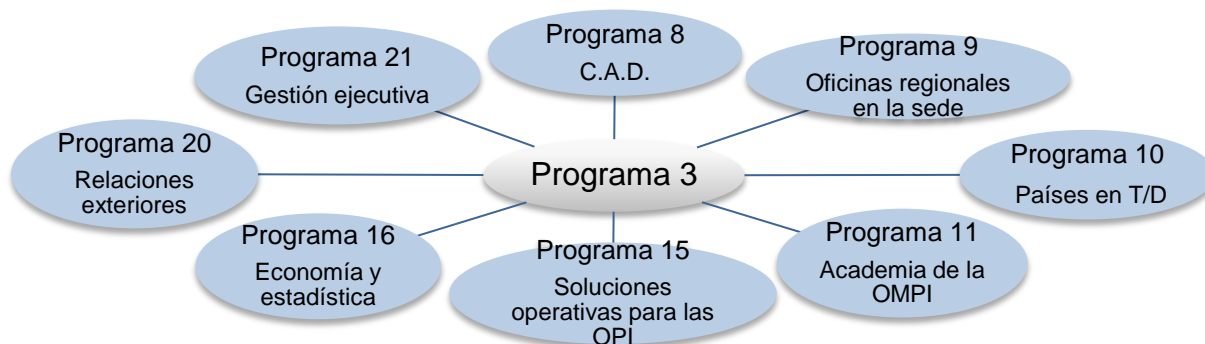 Programa 8
C.A.D.
Programa 9
Oficinas regionales
en la sede
Programa 21
Gestión ejecutiva
Programa 20
Relaciones
exteriores
Programa 3
Programa 10
Países en T/D
Programa 16
Economía y
estadística
Programa 15
Soluciones
operativas para las
OPI
Programa 11
Academia de la
OMPI